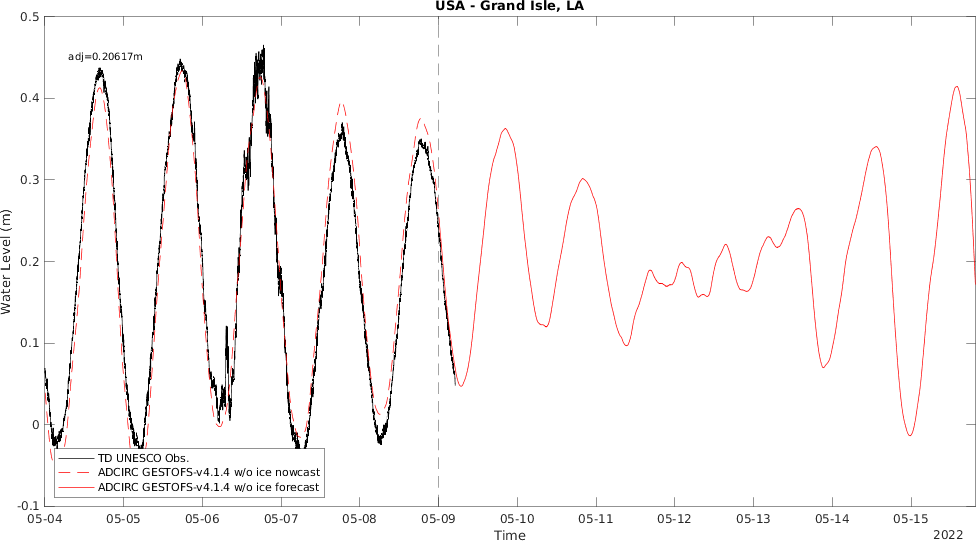 USA - Grand Isle, LA
adj=0.20617m
0.5
0.4
0.3
0.2
0.1
0
-0.1
Water Level (m)
TD UNESCO Obs.
ADCIRC GESTOFS-v4.1.4 w/o ice nowcast
ADCIRC GESTOFS-v4.1.4 w/o ice forecast
05-04 05-05 05-06 05-07 05-08 05-09 05-10 05-11 05-12 05-13 05-14 05-15
Time
2022